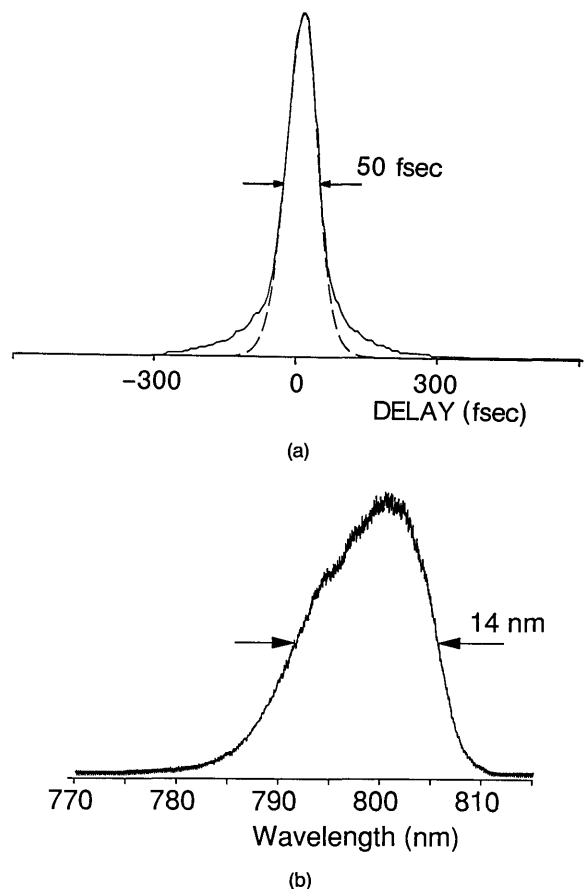 50 fsec
−300 0 300
DELAY (fsec)
(a)
14 nm
770 780 790 800 810
Wavelength (nm)
(b)